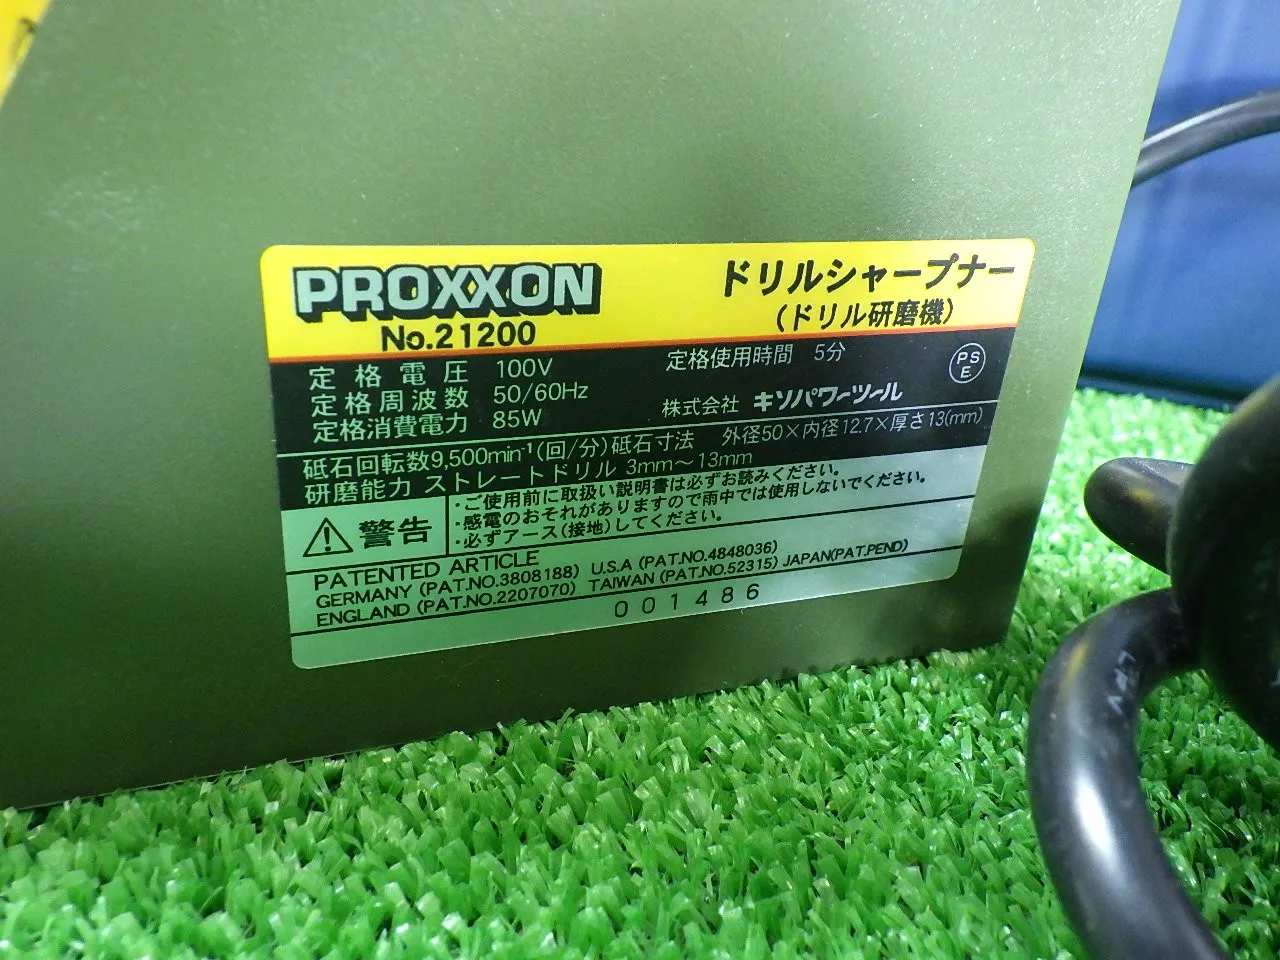 PROXXON
No.21200
ドリルシャープナー
(ドリル研磨機)
定格電圧 100V
定格周波数 50/60Hz
定格消費電力 85W
定格使用時間 5分
PS
E
株式会社 キソパワーツール
砥石回転数9,500min⁻¹(回/分)砥石寸法 外径50×内径12.7×厚さ13(mm)
研磨能力 ストレートドリル 3mm〜13mm
警告
・ご使用前に取扱い説明書は必ずお読みください。
・感電のおそれがありますので雨中では使用しないでください。
・必ずアース(接地)してください。
PATENTED ARTICLE
GERMANY (PAT.NO.3808188) U.S.A (PAT.NO.4848036)
ENGLAND (PAT.NO.2207070) TAIWAN (PAT.NO.52315) JAPAN(PAT.PEND)
001486